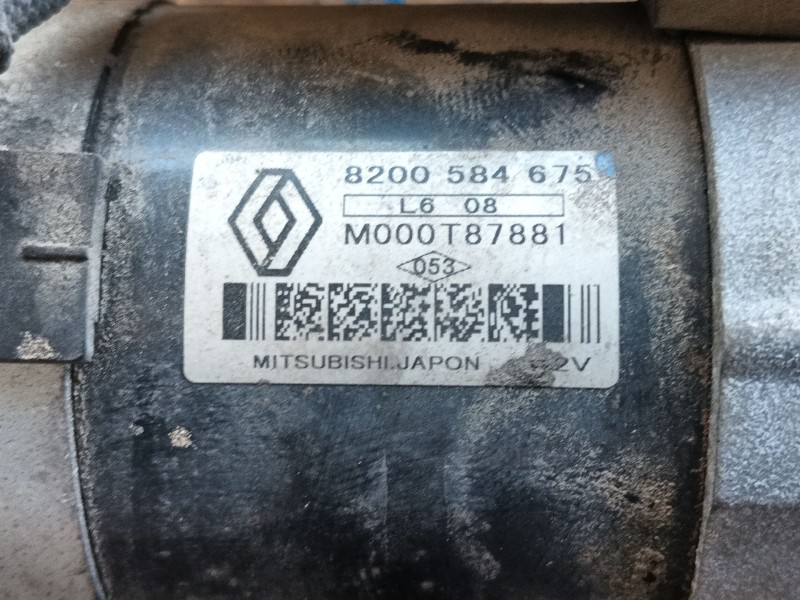 8200 584 675
L6 08
M000T87881
053
MITSUBISHI.JAPON